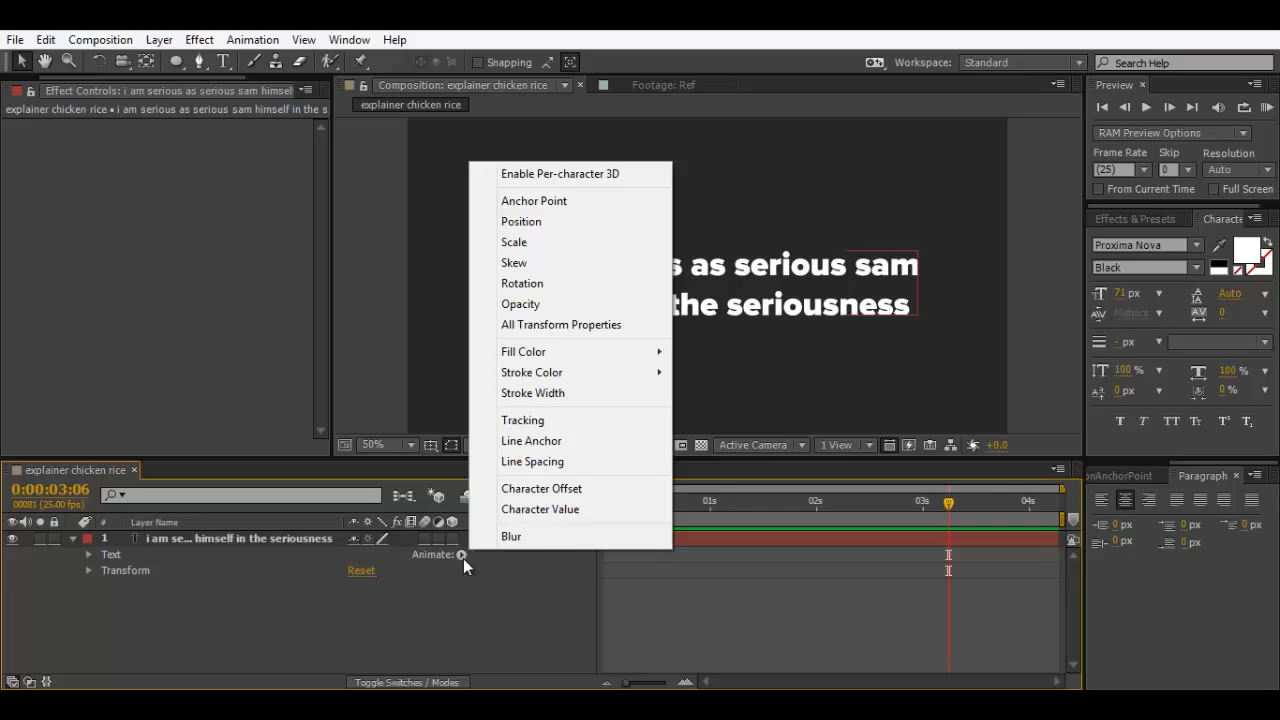 File Edit Composition Layer Effect Animation View Window Help
Snapping
Workspace: Standard
Search Help
Effect Controls: i am serious as serious sam himsel
explainer chicken rice • i am serious as serious sam himself in the s
Composition: explainer chicken rice
Footage: Ref
explainer chicken rice
s as serious sam
the seriousness
50%
Active Camera
1 View
+0.0
Enable Per-character 3D
Anchor Point
Position
Scale
Skew
Rotation
Opacity
All Transform Properties
Fill Color
Stroke Color
Stroke Width
Tracking
Line Anchor
Line Spacing
Character Offset
Character Value
Blur
Preview
RAM Preview Options
Frame Rate Skip Resolution
(25) 0 Auto
From Current Time Full Screen
Effects & Presets Characte
Proxima Nova
Black
71 px Auto
Metrics 0
- px
100 % 100 %
0 px 0 %
T T TT Tt T¹ T₁
onAnchorPoint Paragraph
0 px 0 px 0 px
0 px 0 px
explainer chicken rice
0:00:03:06
00081 (25.00 fps)
# Layer Name
01s 02s 03s 04s
1 T i am se... himself in the seriousness
Text Animate:
Transform Reset
Toggle Switches / Modes